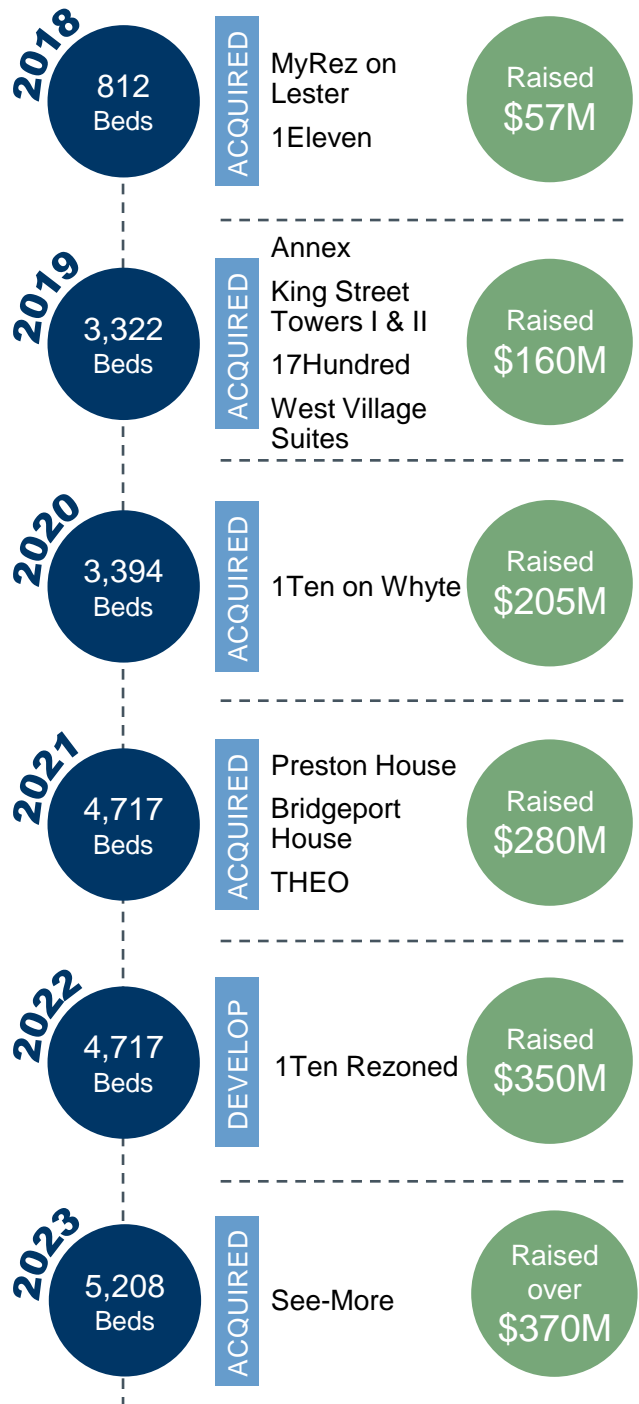 2018
812
Beds
ACQUIRED
MyRez on
Lester
1Eleven
Raised
$57M
2019
3,322
Beds
ACQUIRED
Annex
King Street
Towers I & II
17Hundred
West Village
Suites
Raised
$160M
2020
3,394
Beds
ACQUIRED
1Ten on Whyte
Raised
$205M
2021
4,717
Beds
ACQUIRED
Preston House
Bridgeport
House
THEO
Raised
$280M
2022
4,717
Beds
DEVELOP
1Ten Rezoned
Raised
$350M
2023
5,208
Beds
ACQUIRED
See-More
Raised
over
$370M